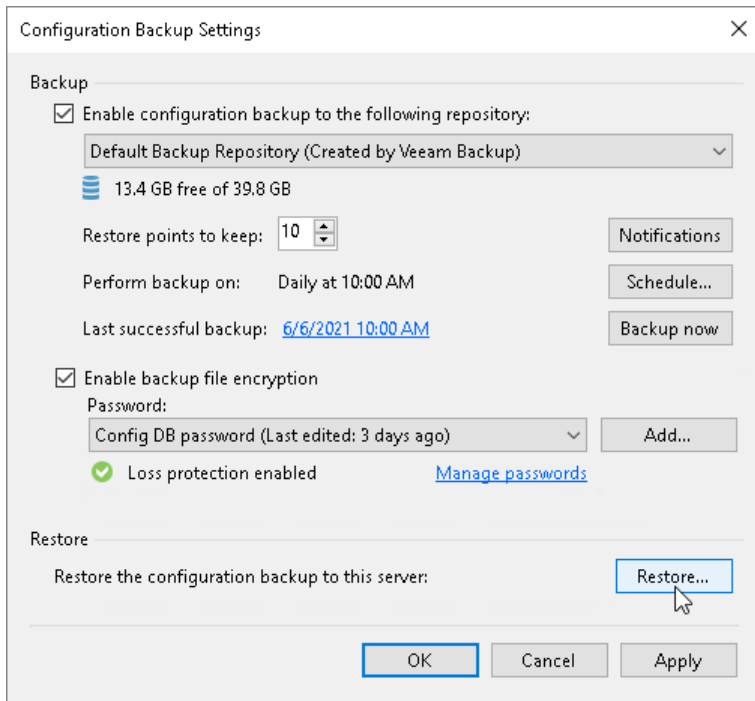 Configuration Backup Settings
Backup
Enable configuration backup to the following repository:
Default Backup Repository (Created by Veeam Backup)
13.4 GB free of 39.8 GB
Restore points to keep: 10 Notifications
Perform backup on: Daily at 10:00 AM Schedule...
Last successful backup: 6/6/2021 10:00 AM Backup now
Enable backup file encryption
Password:
Config DB password (Last edited: 3 days ago) Add...
Loss protection enabled Manage passwords
Restore
Restore the configuration backup to this server: Restore...
OK Cancel Apply